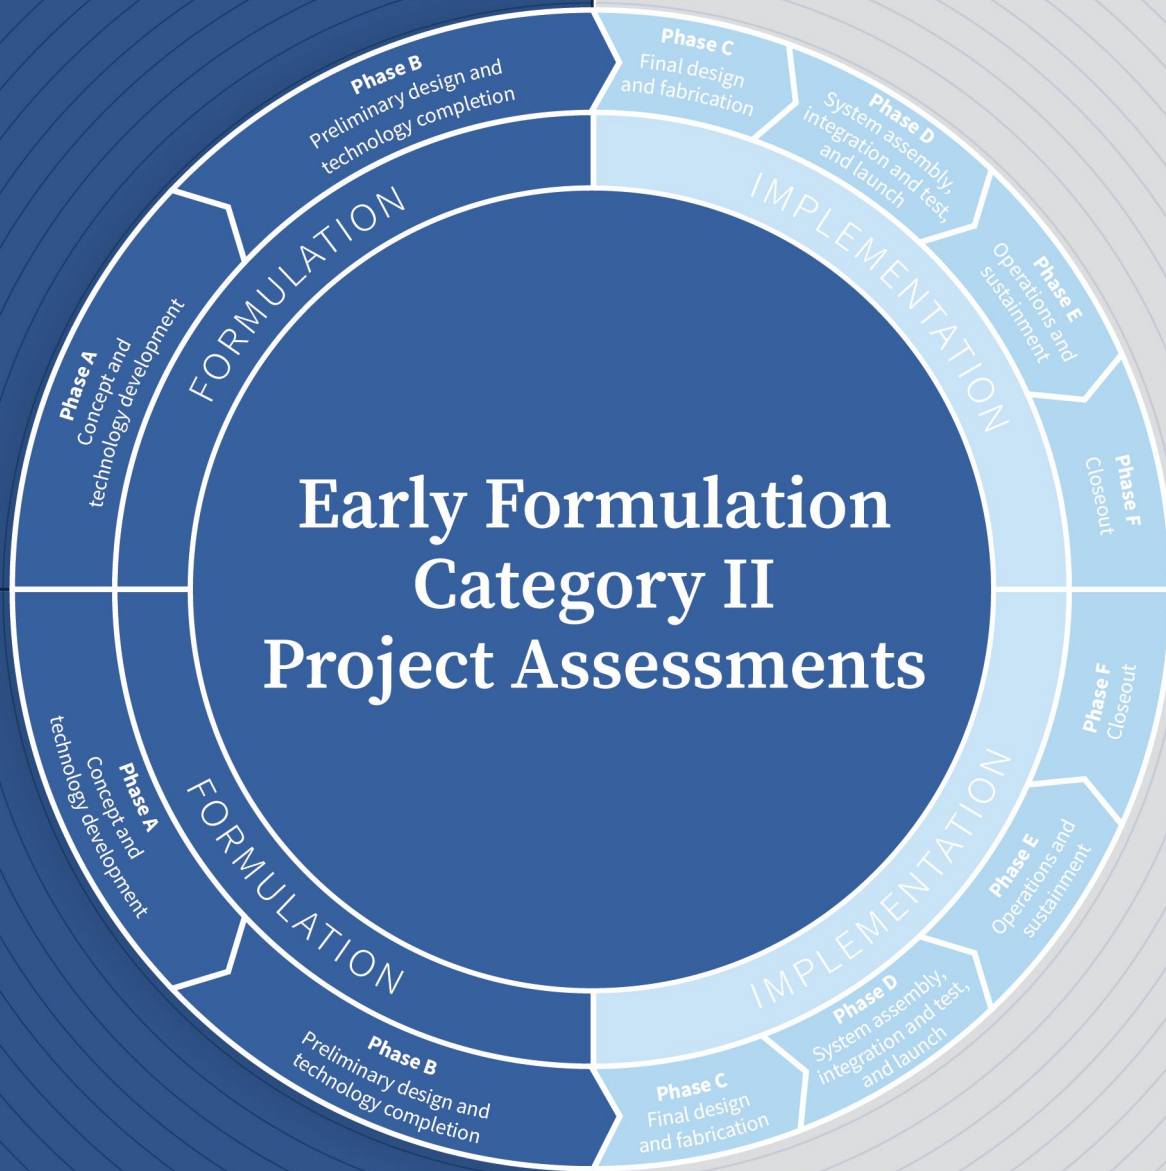 Phase B
Preliminary design and
technology completion
Phase C
Final design
and fabrication
Phase D
System assembly,
integration and test,
and launch
Phase E
Operations and
sustainment
Phase F
Closeout
Phase A
Concept and
technology development
FORMULATION
IMPLEMENTATION
Early Formulation
Category II
Project Assessments
FORMULATION
IMPLEMENTATION
Phase A
Concept and
technology development
Phase B
Preliminary design and
technology completion
Phase C
Final design
and fabrication
Phase D
System assembly,
integration and test,
and launch
Phase E
Operations and
sustainment
Phase F
Closeout